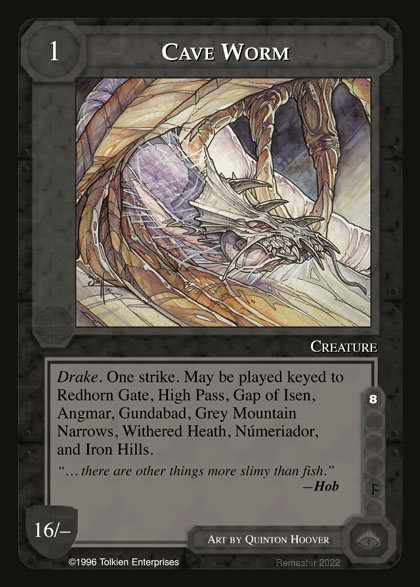 1
CAVE WORM
CREATURE
Drake. One strike. May be played keyed to
Redhorn Gate, High Pass, Gap of Isen,
Angmar, Gundabad, Grey Mountain
Narrows, Withered Heath, Númeriador,
and Iron Hills.
“… there are other things more slimy than fish.”
—Hob
8
16/–
ART BY QUINTON HOOVER
©1996 Tolkien Enterprises
Remaster 2022